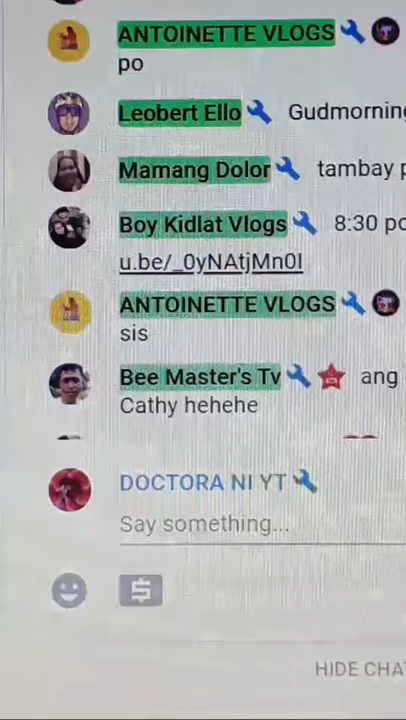 ANTOINETTE VLOGS
po
Leobert Ello Gudmorning
Mamang Dolor tambay p
Boy Kidlat Vlogs 8:30 po
u.be/_0yNAtjMn0I
ANTOINETTE VLOGS
sis
Bee Master's Tv ang
Cathy hehehe
DOCTORA NI YT
Say something...
HIDE CHA